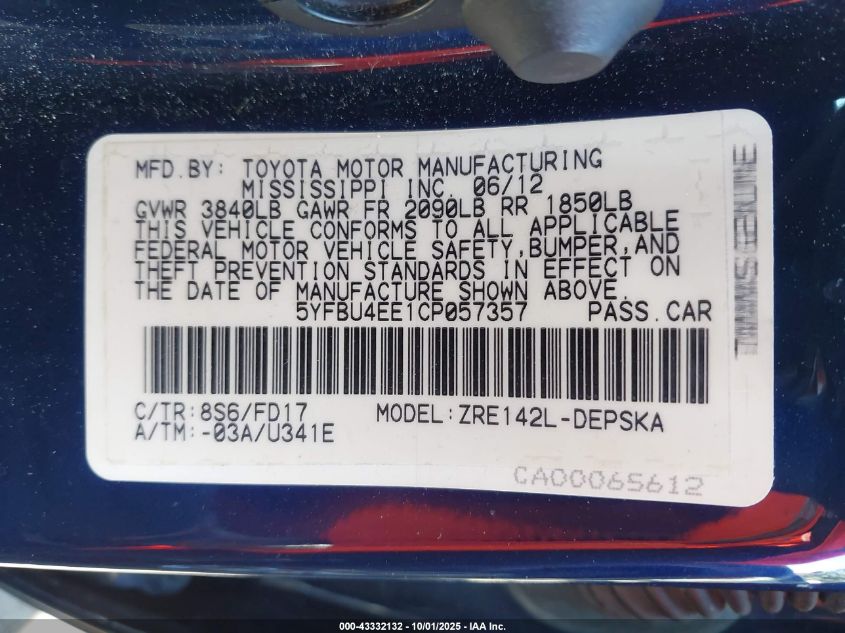 MFD.BY: TOYOTA MOTOR MANUFACTURING
MISSISSIPPI INC. 06/12
GVWR 3840LB GAWR FR 2090LB RR 1850LB
THIS VEHICLE CONFORMS TO ALL APPLICABLE
FEDERAL MOTOR VEHICLE SAFETY,BUMPER,AND
THEFT PREVENTION STANDARDS IN EFFECT ON
THE DATE OF MANUFACTURE SHOWN ABOVE.
5YFBU4EE1CP057357 PASS.CAR
C/TR:8S6/FD17 MODEL:ZRE142L-DEPSKA
A/TM:-03A/U341E
CA00065612
000-43332132 - 10/01/2025 - IAA Inc.